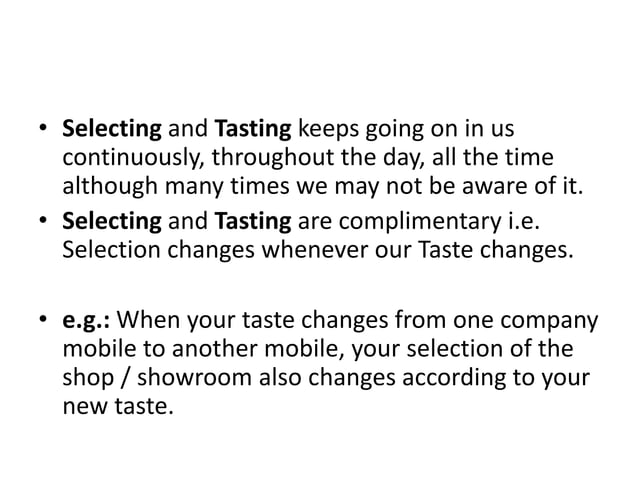 • Selecting and Tasting keeps going on in us
continuously, throughout the day, all the time
although many times we may not be aware of it.
• Selecting and Tasting are complimentary i.e.
Selection changes whenever our Taste changes.
• e.g.: When your taste changes from one company
mobile to another mobile, your selection of the
shop / showroom also changes according to your
new taste.